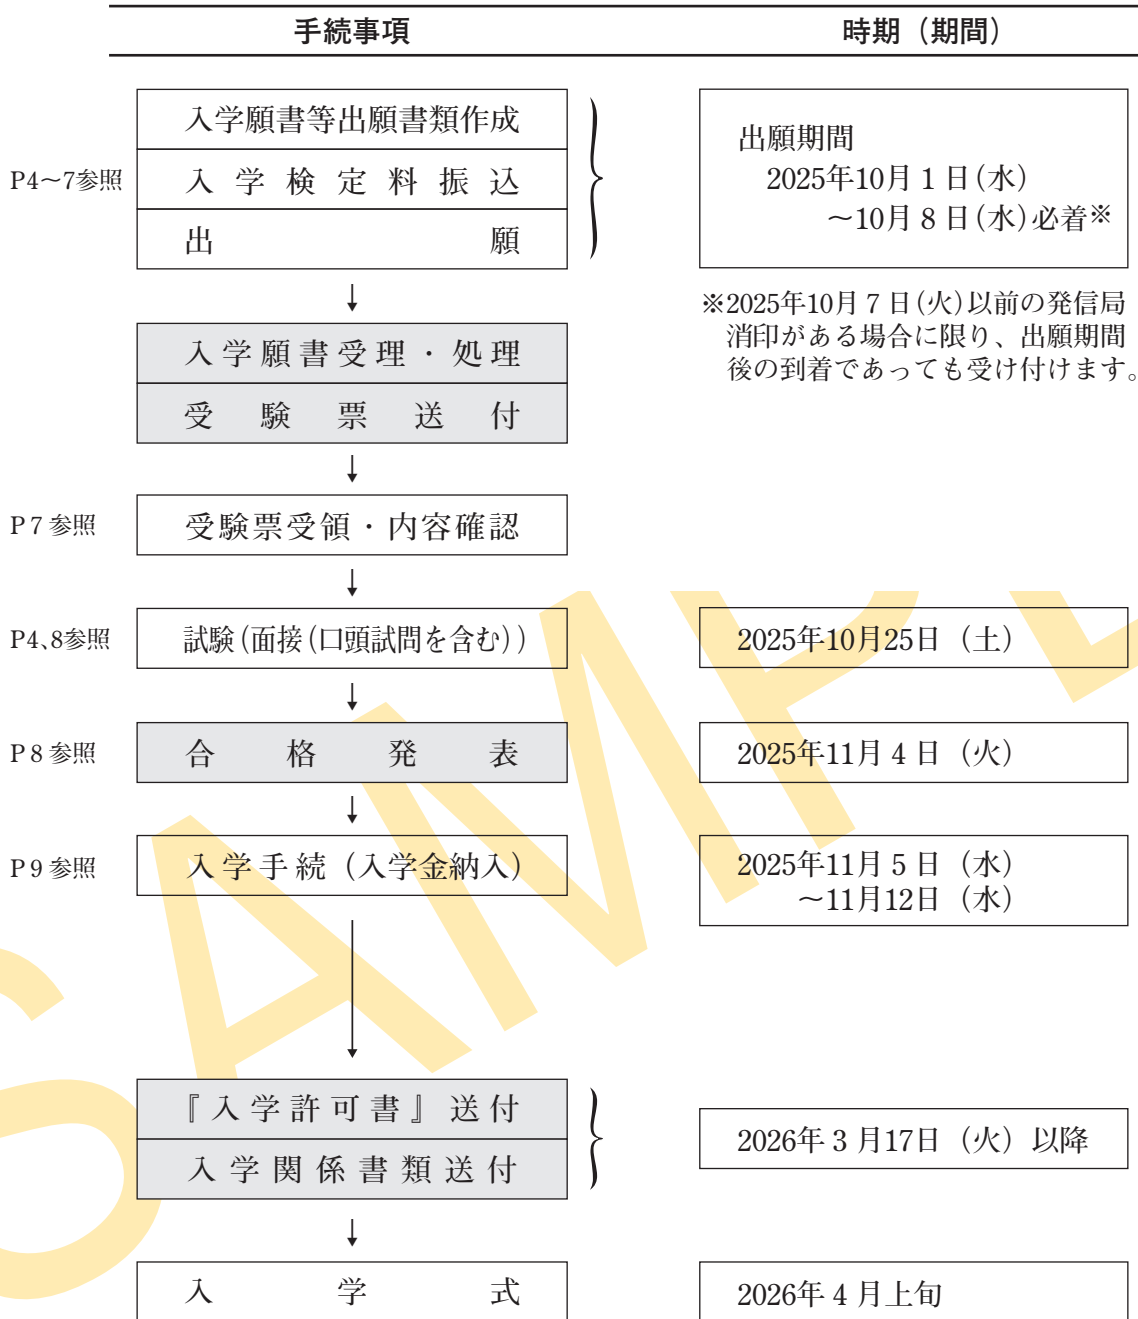 手続事項 時期（期間）
入学願書等出願書類作成
P4～7参照 入学検定料振込
出願
出願期間
2025年10月1日（水）
～10月8日（水）必着※
※2025年10月7日（火）以前の発信局
消印がある場合に限り、出願期間
後の到着であっても受け付けます。
↓
入学願書受理・処理
受験票送付
↓
P7参照 受験票受領・内容確認
↓
P4、8参照 試験（面接（口頭試問を含む）） 2025年10月25日（土）
↓
P8参照 合格発表 2025年11月4日（火）
↓
P9参照 入学手続（入学金納入） 2025年11月5日（水）
～11月12日（水）
↓
『入学許可書』送付
入学関係書類送付
2026年3月17日（火）以降
↓
入学式 2026年4月上旬
SAMPLE